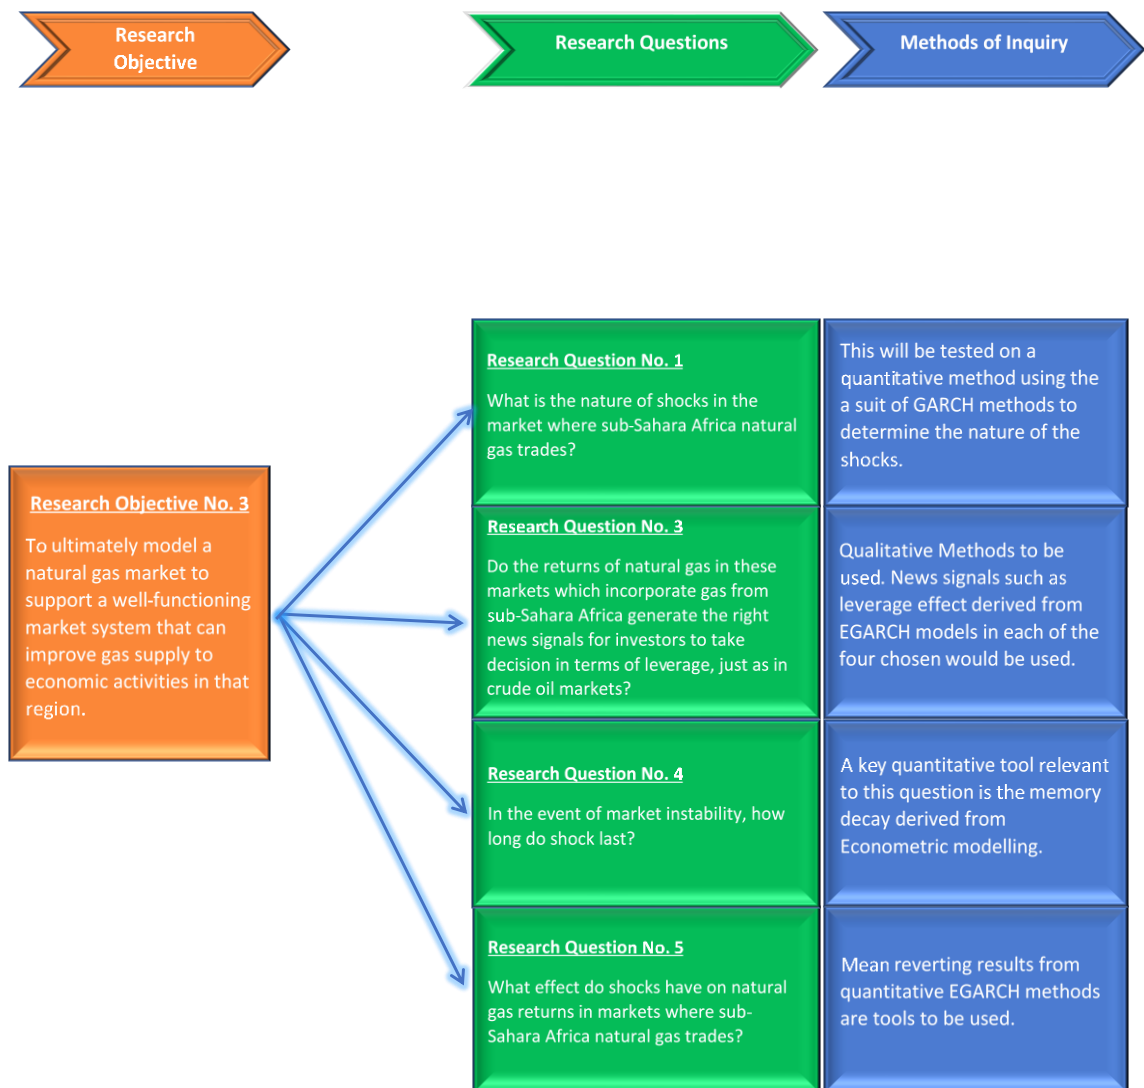 Research
Objective
Research Questions
Methods of Inquiry
Research Objective No. 3
To ultimately model a
natural gas market to
support a well-functioning
market system that can
improve gas supply to
economic activities in that
region.
Research Question No. 1
What is the nature of shocks in the
market where sub-Sahara Africa natural
gas trades?
This will be tested on a
quantitative method using the
a suit of GARCH methods to
determine the nature of the
shocks.
Research Question No. 3
Do the returns of natural gas in these
markets which incorporate gas from
sub-Sahara Africa generate the right
news signals for investors to take
decision in terms of leverage, just as in
crude oil markets?
Qualitative Methods to be
used. News signals such as
leverage effect derived from
EGARCH models in each of the
four chosen would be used.
Research Question No. 4
In the event of market instability, how
long do shock last?
A key quantitative tool relevant
to this question is the memory
decay derived from
Econometric modelling.
Research Question No. 5
What effect do shocks have on natural
gas returns in markets where sub-
Sahara Africa natural gas trades?
Mean reverting results from
quantitative EGARCH methods
are tools to be used.